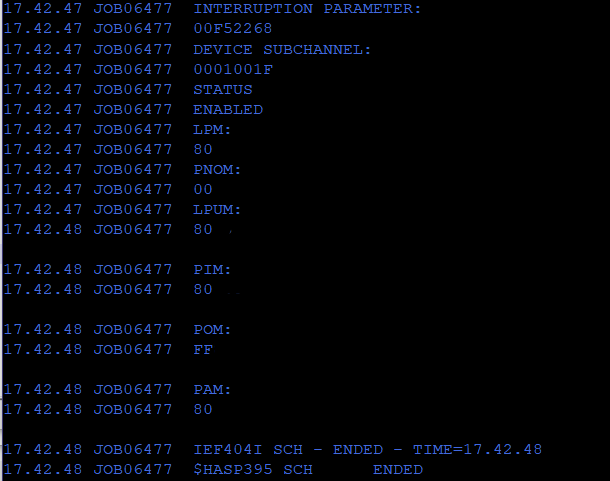 17.42.47 JOB06477 INTERRUPTION PARAMETER:
17.42.47 JOB06477 00F52268
17.42.47 JOB06477 DEVICE SUBCHANNEL:
17.42.47 JOB06477 0001001F
17.42.47 JOB06477 STATUS
17.42.47 JOB06477 ENABLED
17.42.47 JOB06477 LPM:
17.42.47 JOB06477 80
17.42.47 JOB06477 PNOM:
17.42.47 JOB06477 00
17.42.47 JOB06477 LPUM:
17.42.48 JOB06477 80
17.42.48 JOB06477 PIM:
17.42.48 JOB06477 80
17.42.48 JOB06477 POM:
17.42.48 JOB06477 FF
17.42.48 JOB06477 PAM:
17.42.48 JOB06477 80
17.42.48 JOB06477 IEF404I SCH - ENDED - TIME=17.42.48
17.42.48 JOB06477 $HASP395 SCH ENDED